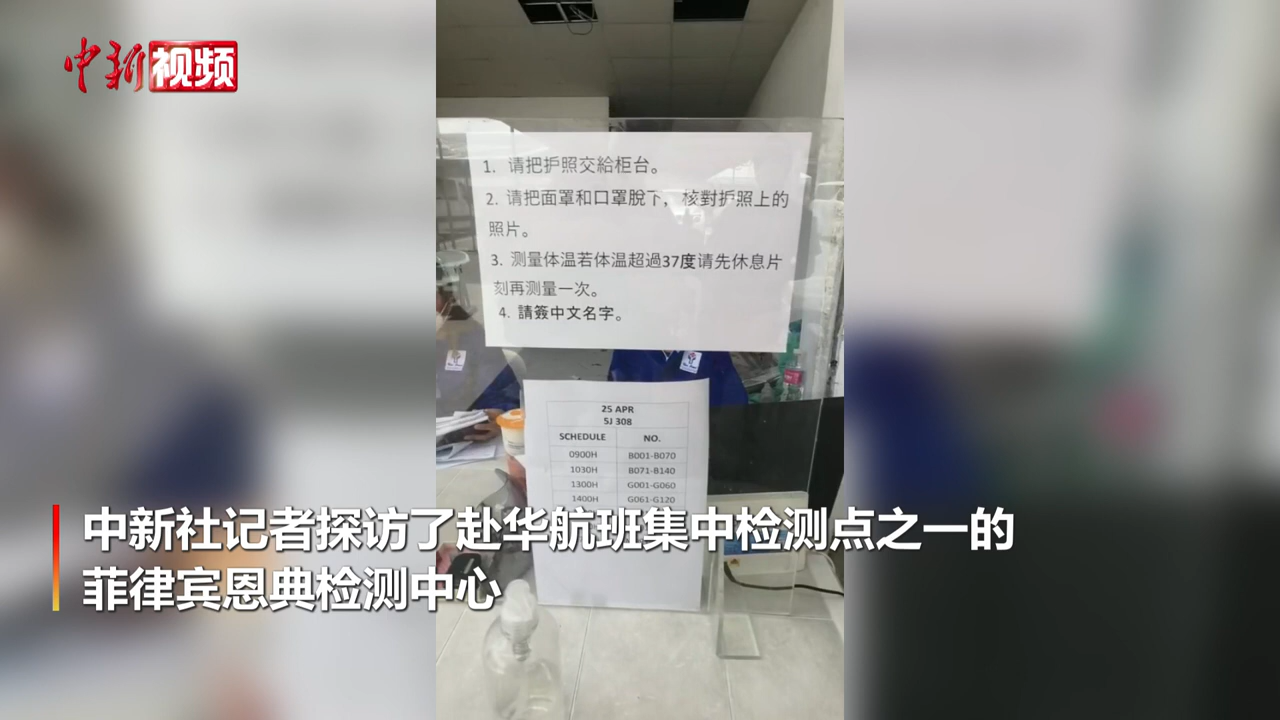 中新视频
1. 请把护照交給柜台。
2. 请把面罩和口罩脫下，核對护照上的
照片。
3. 测量体温若体温超過37度请先休息片
刻再测量一次。
4. 請簽中文名字。
25 APR
5J 308
SCHEDULE NO.
0900H B001-B070
1030H B071-B140
1300H G001-G060
1400H G061-G120
中新社记者探访了赴华航班集中检测点之一的
菲律宾恩典检测中心